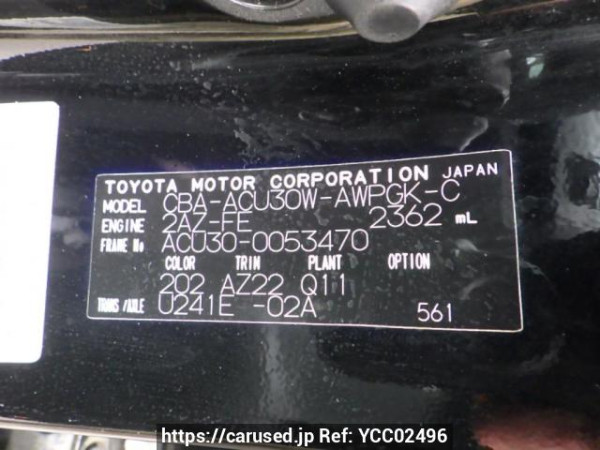 TOYOTA MOTOR CORPORATION JAPAN
MODEL CBA-ACU30W-AWPGK-C
ENGINE 2AZ-FE 2362 mL
FRAME No ACU30-0053470
COLOR TRIM PLANT OPTION
202 AZ22 Q11
TRANS/AXLE U241E -02A 561
https://carused.jp Ref: YCC02496